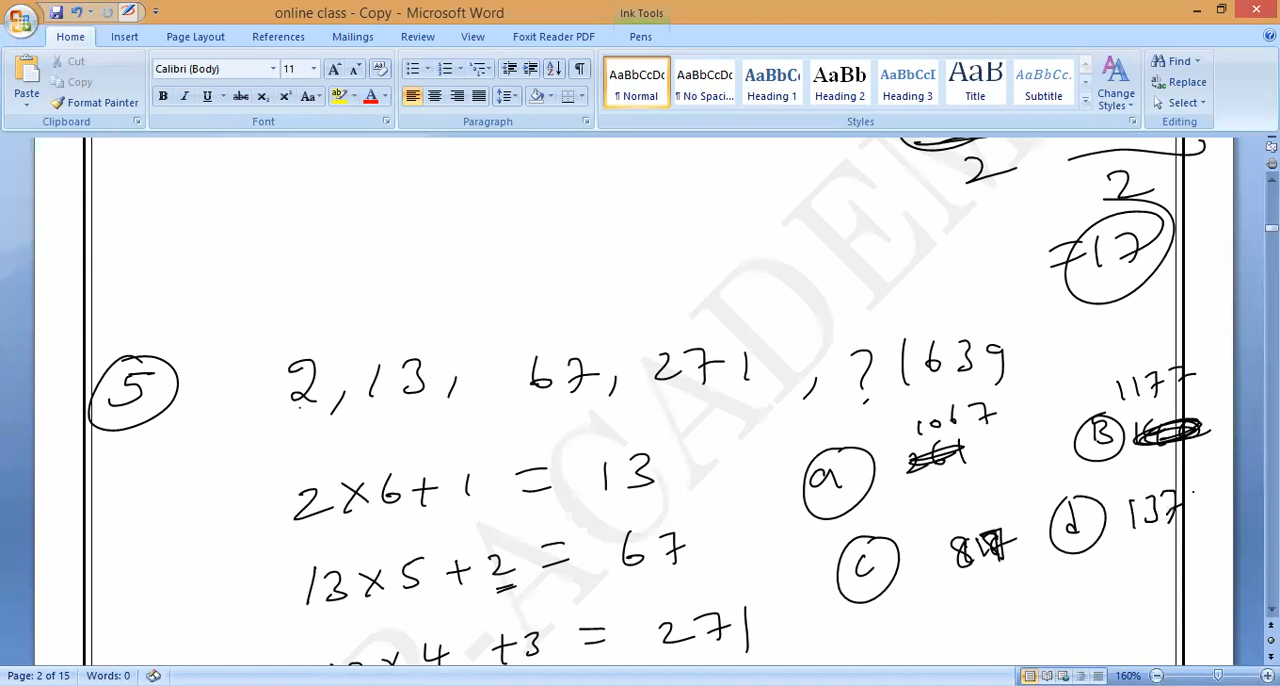 online class - Copy - Microsoft Word
Ink Tools
Home Insert Page Layout References Mailings Review View Foxit Reader PDF Pens
Paste
Cut
Copy
Format Painter
Clipboard
Calibri (Body) 11
Font
Paragraph
AaBbCcDc AaBbCcDc AaBbC AaBb AaBbCcI AaB AaBbCc.
¶ Normal ¶ No Spaci... Heading 1 Heading 2 Heading 3 Title Subtitle
Change Styles
Styles
Find
Replace
Select
Editing
2
2
=17
5 2, 13, 67, 271, ? 1639
a 1067 B 1177
2×6+1 = 13
13×5+2 = 67
c d 137
×4 +3 = 271
ACADEM
Page: 2 of 15 Words: 0 160%